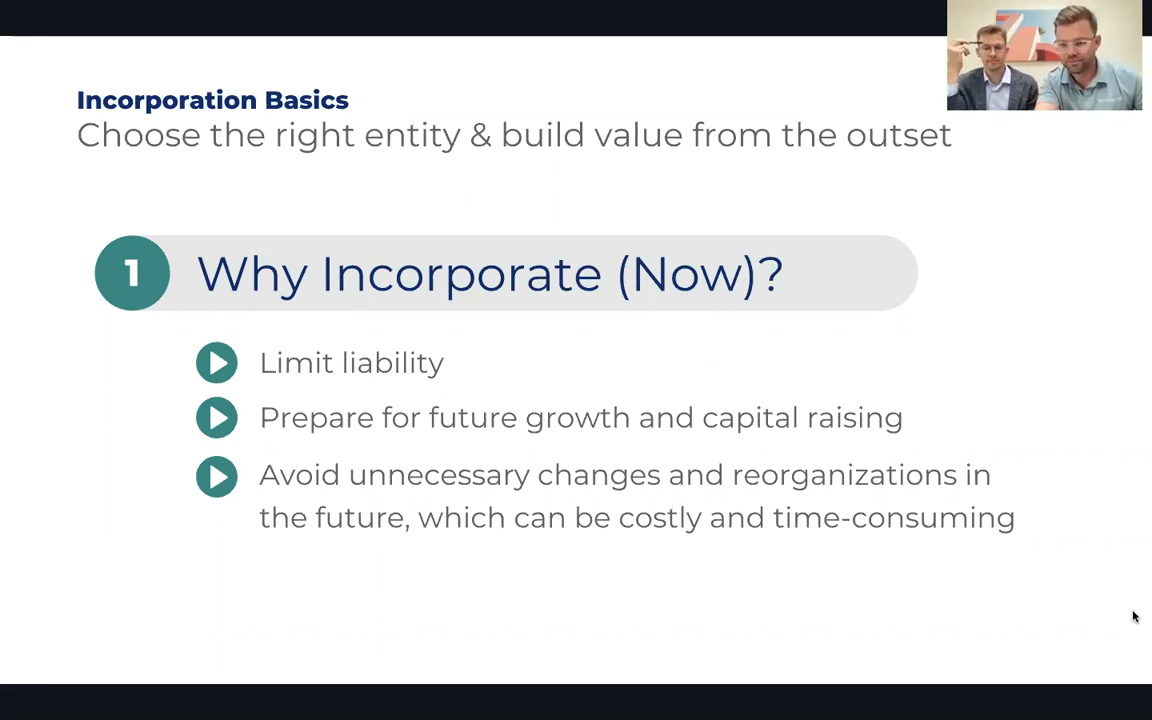 Incorporation Basics
Choose the right entity & build value from the outset
1
Why Incorporate (Now)?
Limit liability
Prepare for future growth and capital raising
Avoid unnecessary changes and reorganizations in
the future, which can be costly and time-consuming